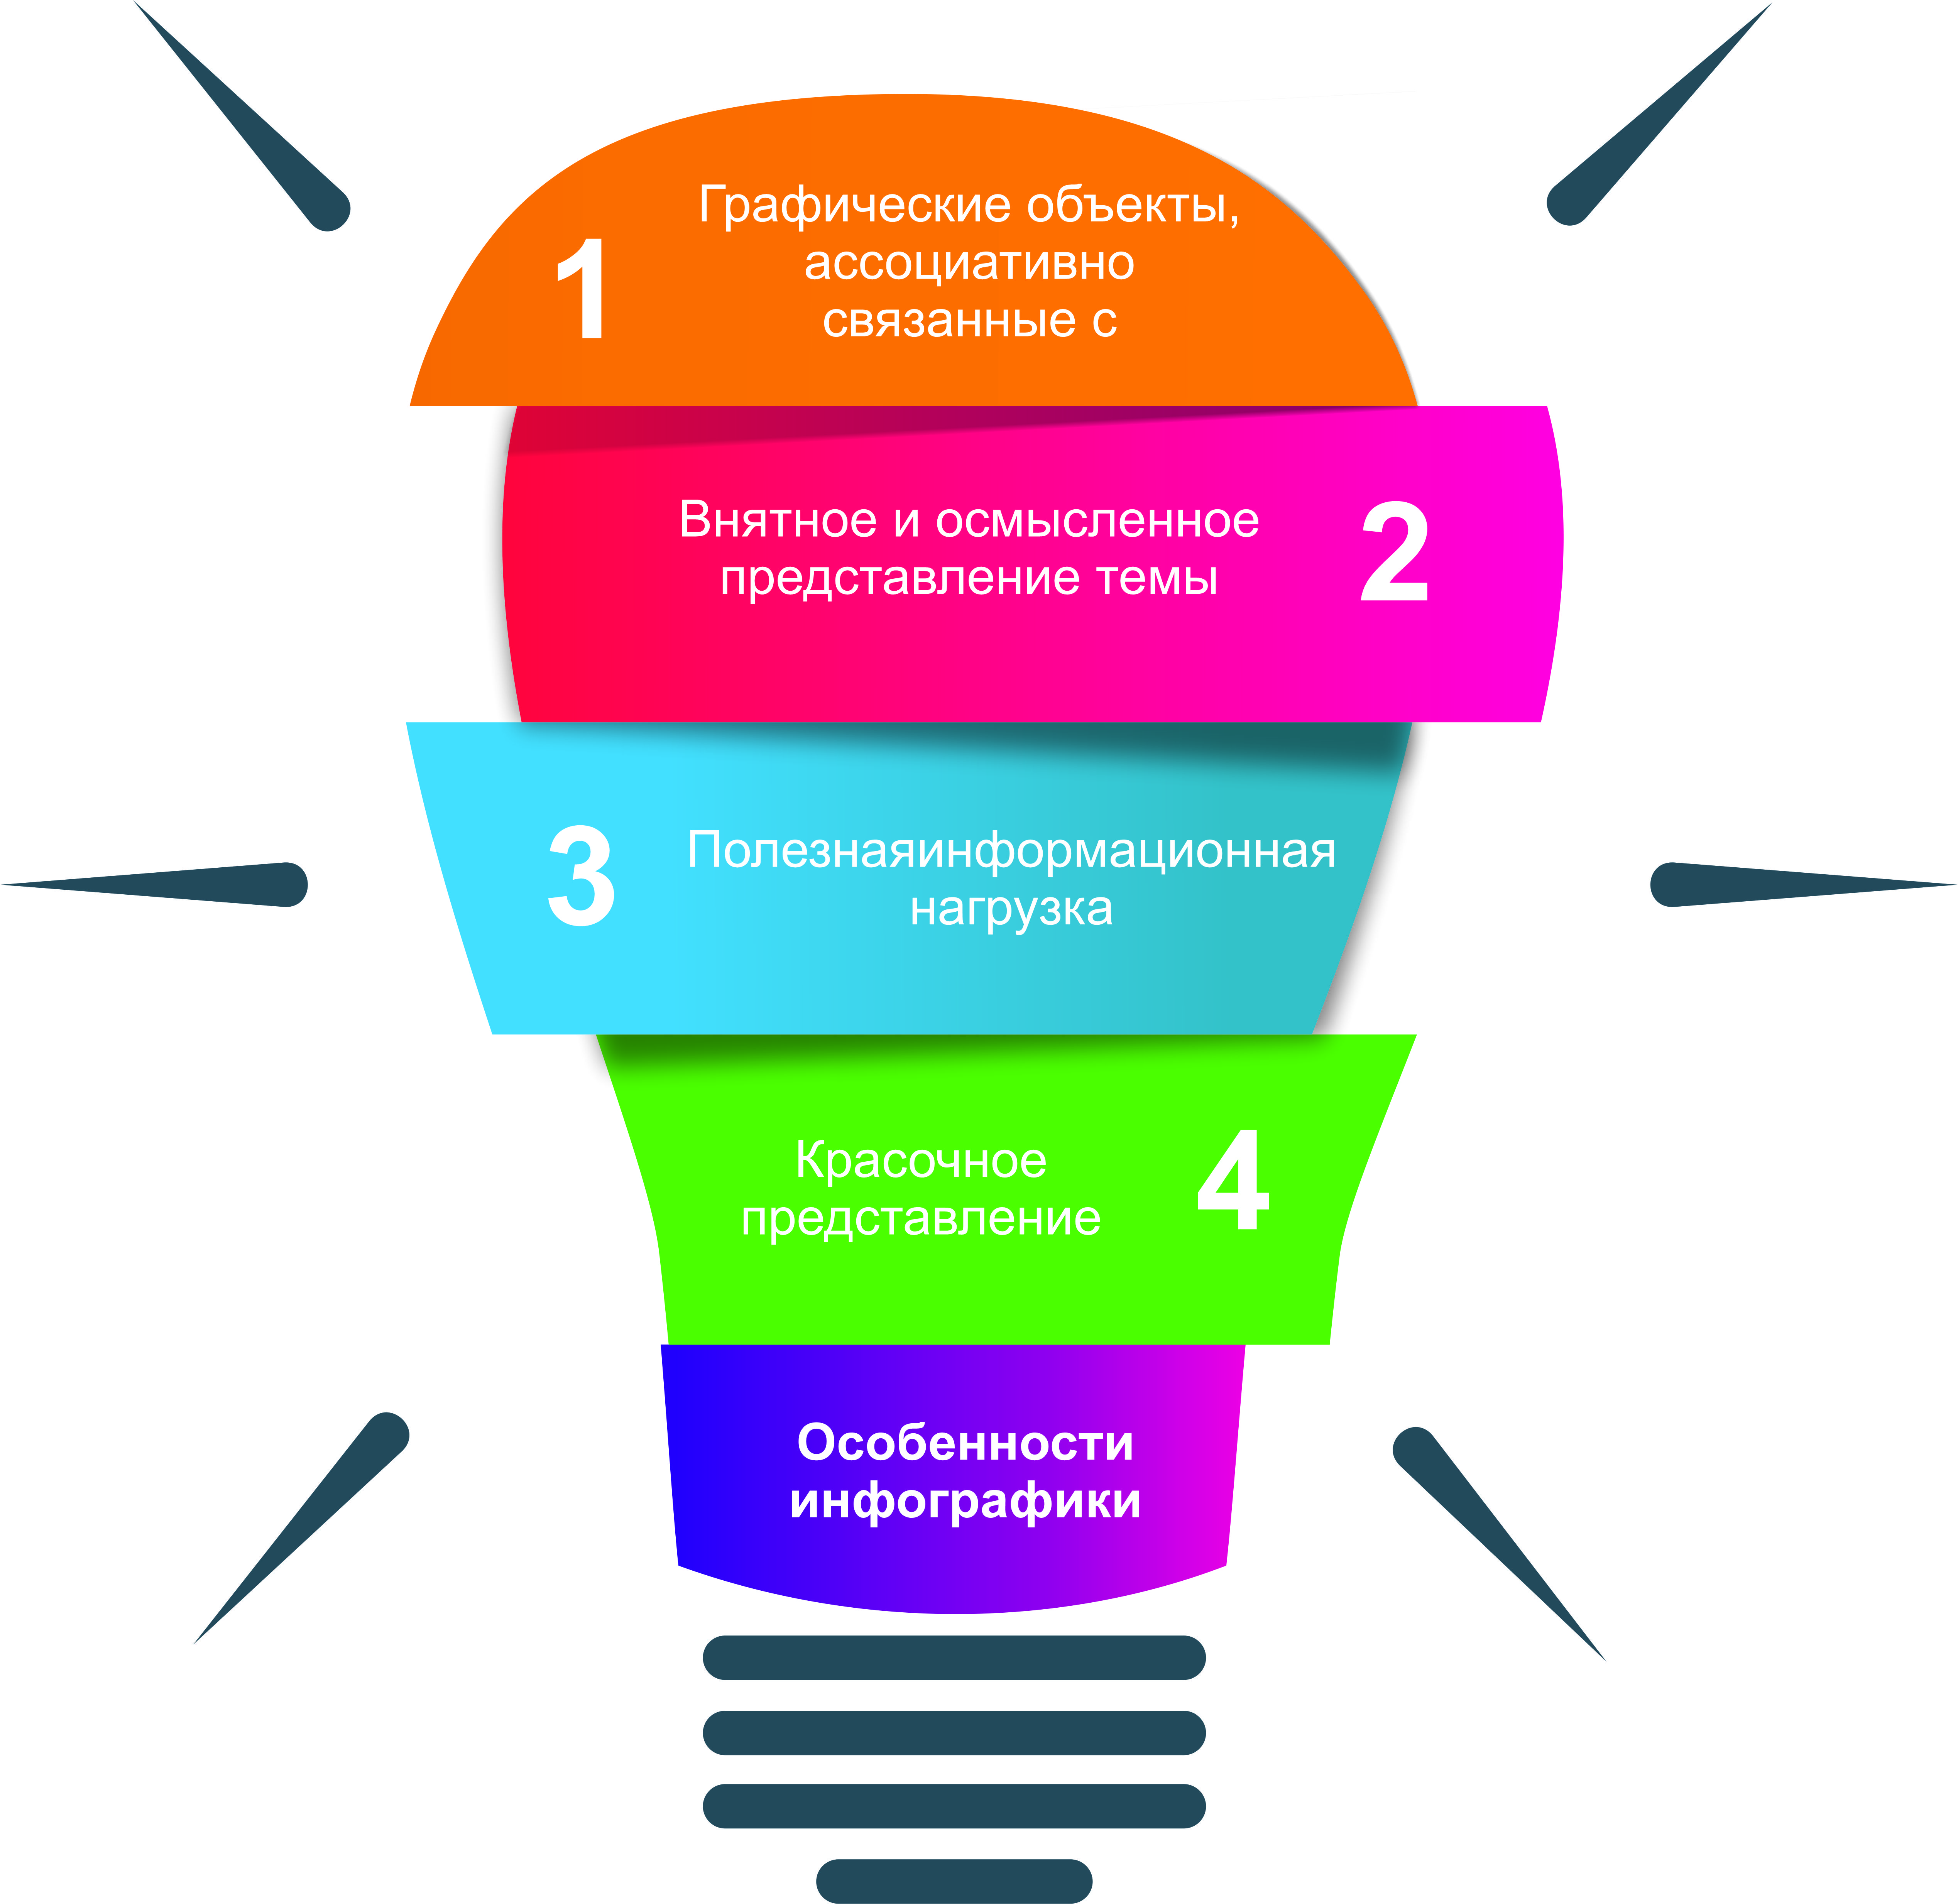 1
Графические объекты,
ассоциативно
связанные с
Внятное и осмысленное
представление темы
2
3
Полезнаяинформационная
нагрузка
Красочное
представление
4
Особенности
инфографики